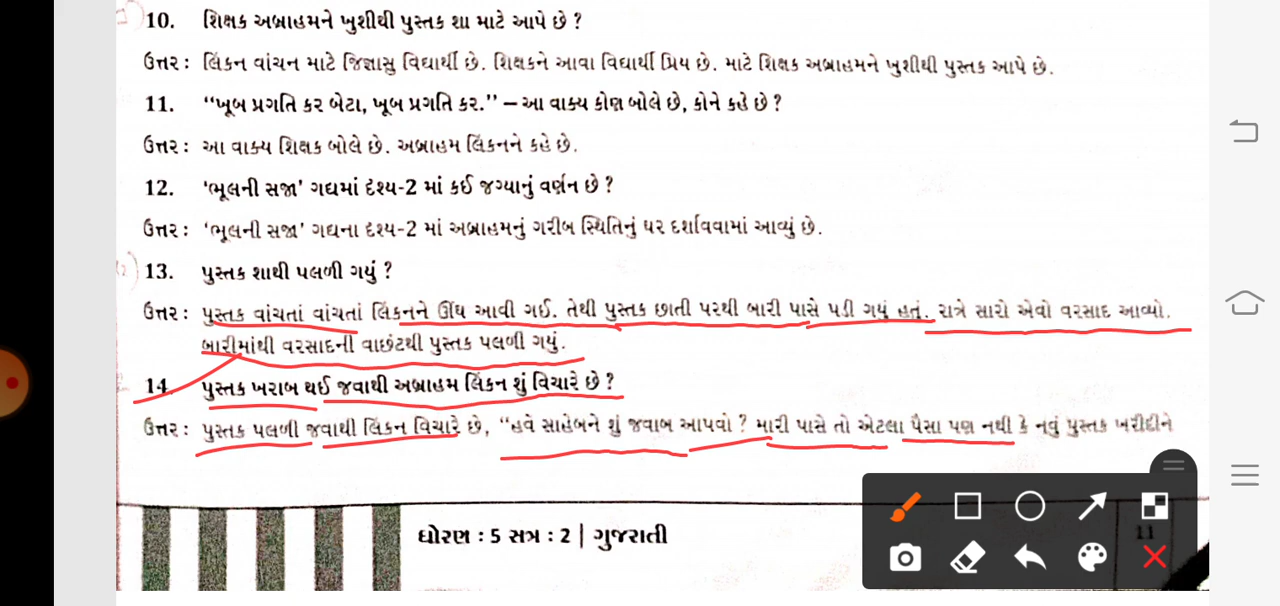 10. શિક્ષક અબ્રાહમને ખુશીથી પુસ્તક શા માટે આપે છે ?
ઉત્તર : લિંકન વાંચન માટે જિજ્ઞાસુ વિદ્યાર્થી છે. શિક્ષકને આવા વિદ્યાર્થી પ્રિય છે. માટે શિક્ષક અબ્રાહમને ખુશીથી પુસ્તક આપે છે.
11. “ખૂબ પ્રગતિ કર બેટા, ખૂબ પ્રગતિ કર.” – આ વાક્ય કોણ બોલે છે, કોને કહે છે ?
ઉત્તર : આ વાક્ય શિક્ષક બોલે છે. અબ્રાહમ લિંકનને કહે છે.
12. ‘ભૂલની સજા’ ગદ્યમાં દૃશ્ય-2 માં કઈ જગ્યાનું વર્ણન છે ?
ઉત્તર : ‘ભૂલની સજા’ ગદ્યના દૃશ્ય-2 માં અબ્રાહમનું ગરીબ સ્થિતિનું ઘર દર્શાવવામાં આવ્યું છે.
13. પુસ્તક શાથી પલળી ગયું ?
ઉત્તર : પુસ્તક વાંચતાં વાંચતાં લિંકનને ઊંઘ આવી ગઈ. તેથી પુસ્તક છાતી પરથી બારી પાસે પડી ગયું હતું. રાત્રે સારો એવો વરસાદ આવ્યો.
બારીમાંથી વરસાદની વાછંટથી પુસ્તક પલળી ગયું.
14. પુસ્તક ખરાબ થઈ જવાથી અબ્રાહમ લિંકન શું વિચારે છે ?
ઉત્તર : પુસ્તક પલળી જવાથી લિંકન વિચારે છે, “હવે સાહેબને શું જવાબ આપવો ? મારી પાસે તો એટલા પૈસા પણ નથી કે નવું પુસ્તક ખરીદીને
ધોરણ : 5 સત્ર : 2 | ગુજરાતી
11